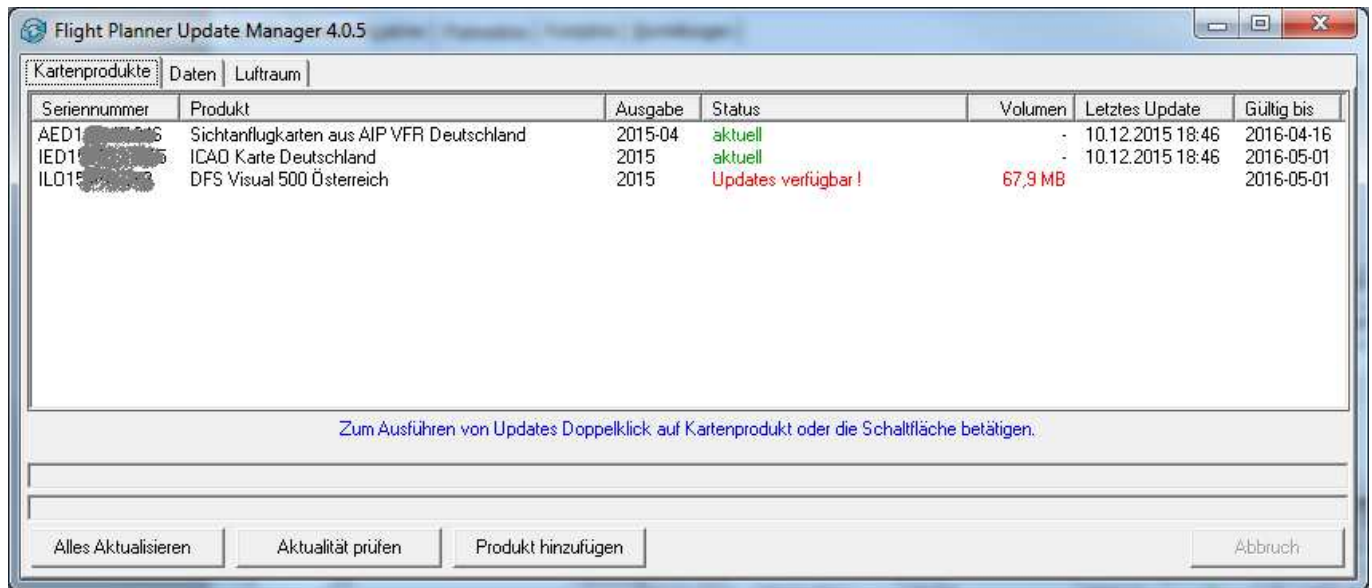 Flight Planner Update Manager 4.0.5
Kartenprodukte Daten Luftraum
Seriennummer Produkt Ausgabe Status Volumen Letztes Update Gültig bis
Sichtanflugkarten aus AIP VFR Deutschland 2015-04 aktuell - 10.12.2015 18:46 2016-04-16
ICAO Karte Deutschland 2015 aktuell - 10.12.2015 18:46 2016-05-01
DFS Visual 500 Österreich 2015 Updates verfügbar ! 67,9 MB 2016-05-01
Zum Ausführen von Updates Doppelklick auf Kartenprodukt oder die Schaltfläche betätigen.
Alles Aktualisieren Aktualität prüfen Produkt hinzufügen Abbruch